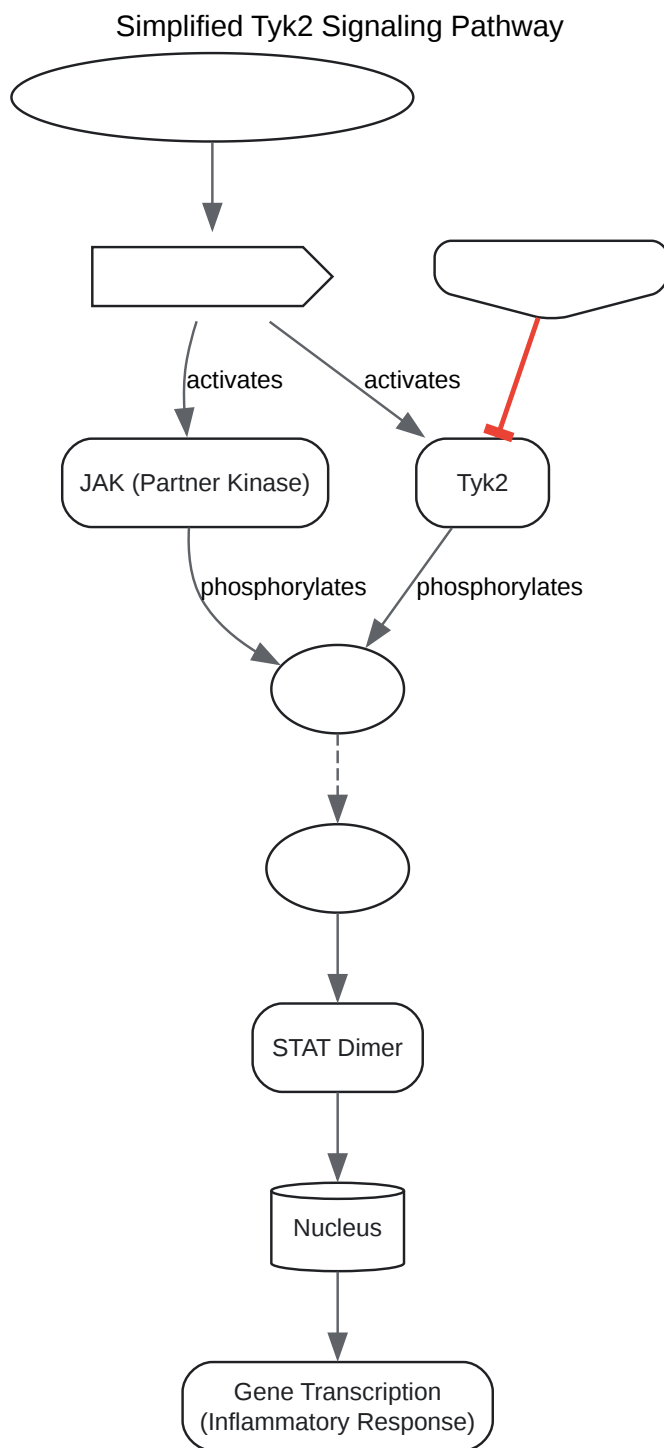 Simplified Tyk2 Signaling Pathway
activates
activates
JAK (Partner Kinase)
Tyk2
phosphorylates
phosphorylates
STAT Dimer
Nucleus
Gene Transcription
(Inflammatory Response)